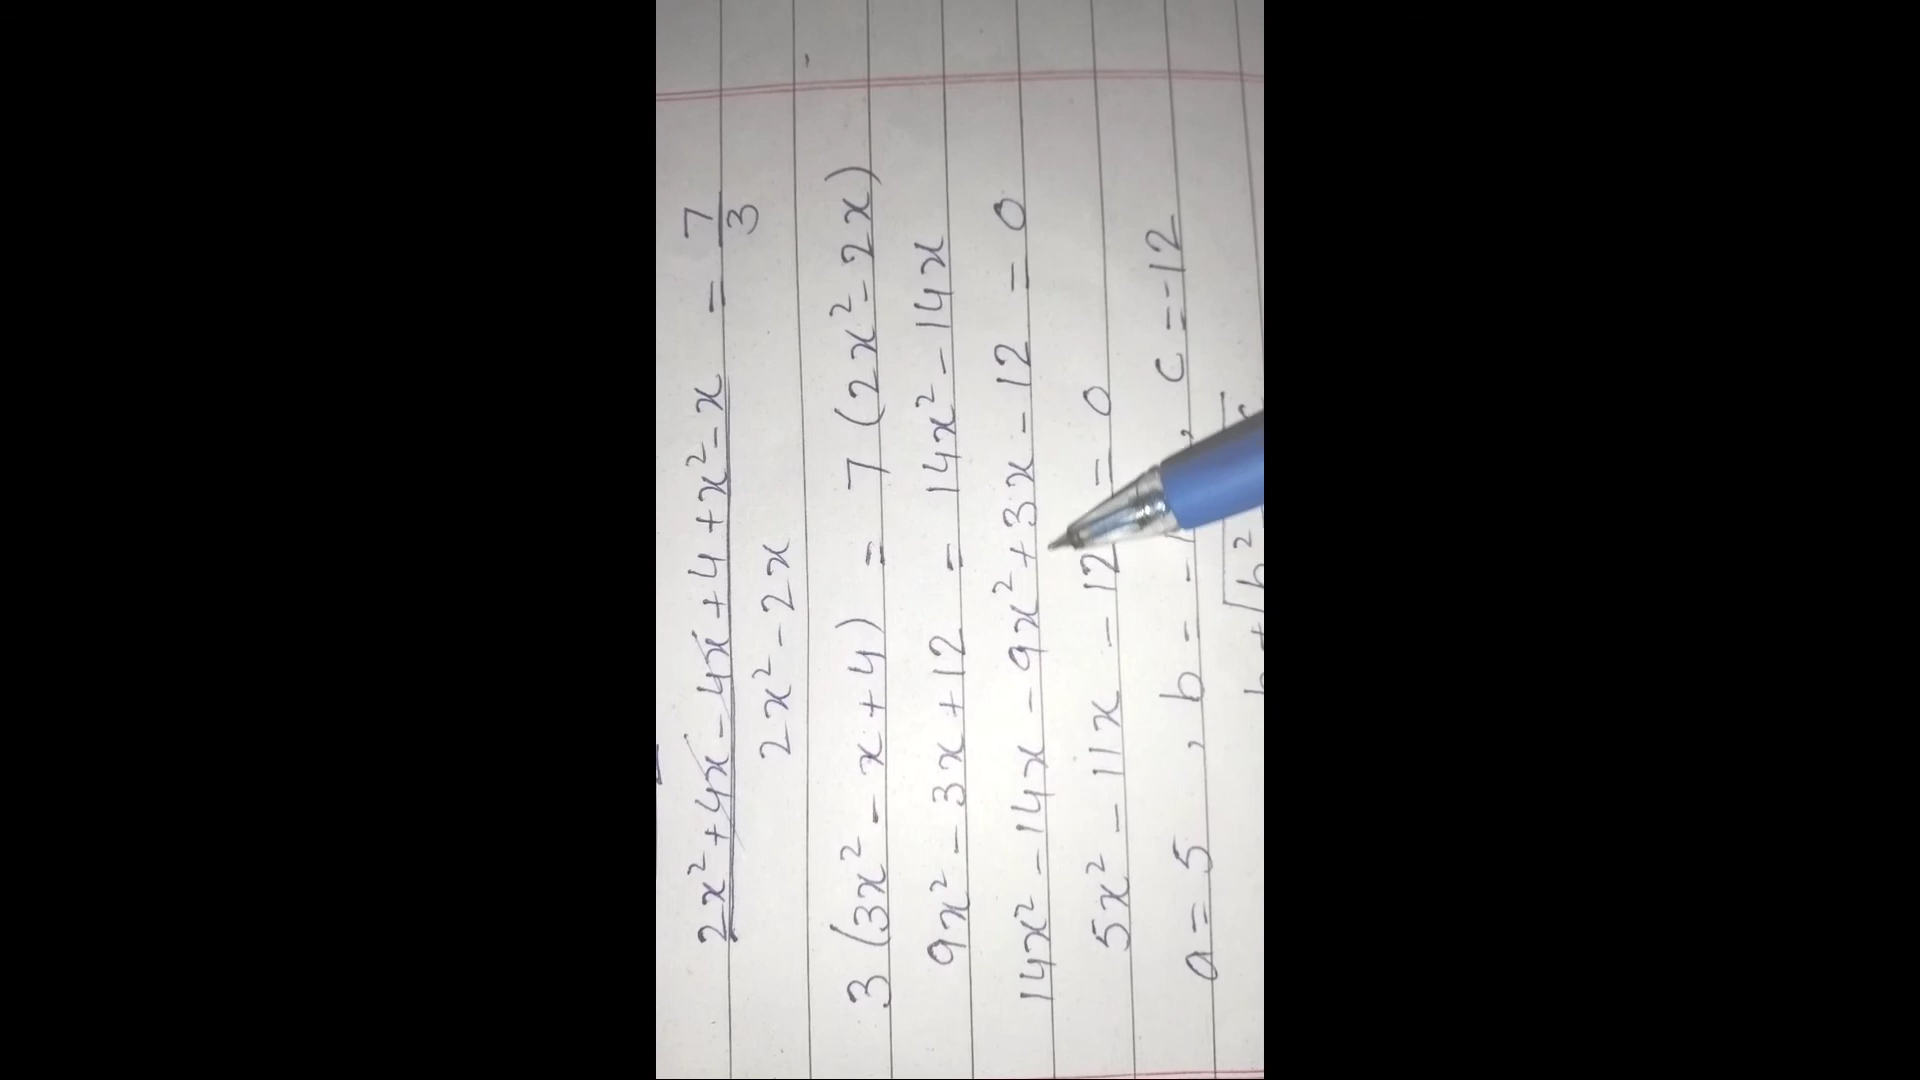 2x² + 4x - 4x + 4 + x² - x = 7
2x² - 2x 3
3 (3x² - x + 4) = 7 (2x² - 2x)
9x² - 3x + 12 = 14x² - 14x
14x² - 14x - 9x² + 3x - 12 = 0
5x² - 11x - 12 = 0
a = 5 , b = - , c = -12
b ± √b²